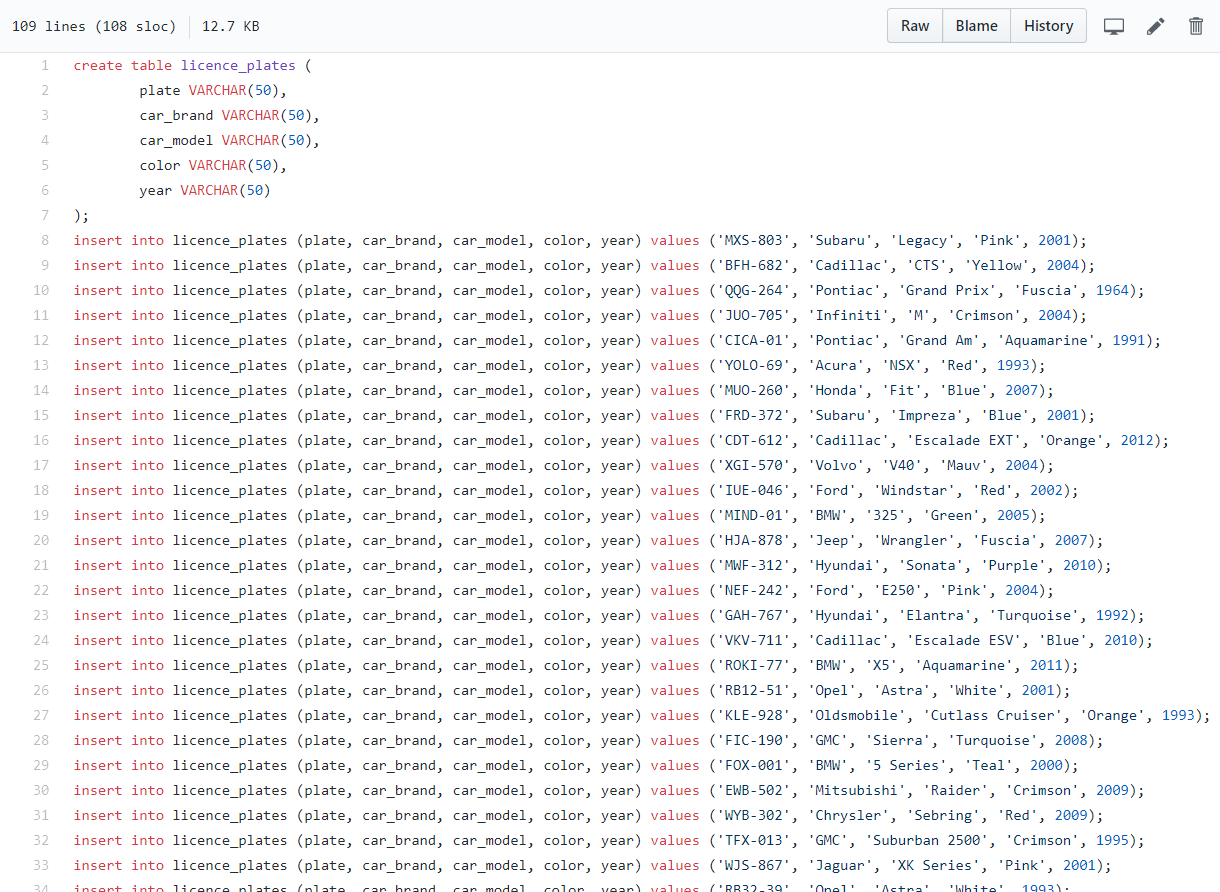 109 lines (108 sloc) 12.7 KB Raw Blame History
1 create table licence_plates (
2 plate VARCHAR(50),
3 car_brand VARCHAR(50),
4 car_model VARCHAR(50),
5 color VARCHAR(50),
6 year VARCHAR(50)
7 );
8 insert into licence_plates (plate, car_brand, car_model, color, year) values ('MXS-803', 'Subaru', 'Legacy', 'Pink', 2001);
9 insert into licence_plates (plate, car_brand, car_model, color, year) values ('BFH-682', 'Cadillac', 'CTS', 'Yellow', 2004);
10 insert into licence_plates (plate, car_brand, car_model, color, year) values ('QQG-264', 'Pontiac', 'Grand Prix', 'Fuscia', 1964);
11 insert into licence_plates (plate, car_brand, car_model, color, year) values ('JUO-705', 'Infiniti', 'M', 'Crimson', 2004);
12 insert into licence_plates (plate, car_brand, car_model, color, year) values ('CICA-01', 'Pontiac', 'Grand Am', 'Aquamarine', 1991);
13 insert into licence_plates (plate, car_brand, car_model, color, year) values ('YOLO-69', 'Acura', 'NSX', 'Red', 1993);
14 insert into licence_plates (plate, car_brand, car_model, color, year) values ('MUO-260', 'Honda', 'Fit', 'Blue', 2007);
15 insert into licence_plates (plate, car_brand, car_model, color, year) values ('FRD-372', 'Subaru', 'Impreza', 'Blue', 2001);
16 insert into licence_plates (plate, car_brand, car_model, color, year) values ('CDT-612', 'Cadillac', 'Escalade EXT', 'Orange', 2012);
17 insert into licence_plates (plate, car_brand, car_model, color, year) values ('XGI-570', 'Volvo', 'V40', 'Mauv', 2004);
18 insert into licence_plates (plate, car_brand, car_model, color, year) values ('IUE-046', 'Ford', 'Windstar', 'Red', 2002);
19 insert into licence_plates (plate, car_brand, car_model, color, year) values ('MIND-01', 'BMW', '325', 'Green', 2005);
20 insert into licence_plates (plate, car_brand, car_model, color, year) values ('HJA-878', 'Jeep', 'Wrangler', 'Fuscia', 2007);
21 insert into licence_plates (plate, car_brand, car_model, color, year) values ('MWF-312', 'Hyundai', 'Sonata', 'Purple', 2010);
22 insert into licence_plates (plate, car_brand, car_model, color, year) values ('NEF-242', 'Ford', 'E250', 'Pink', 2004);
23 insert into licence_plates (plate, car_brand, car_model, color, year) values ('GAH-767', 'Hyundai', 'Elantra', 'Turquoise', 1992);
24 insert into licence_plates (plate, car_brand, car_model, color, year) values ('VKV-711', 'Cadillac', 'Escalade ESV', 'Blue', 2010);
25 insert into licence_plates (plate, car_brand, car_model, color, year) values ('ROKI-77', 'BMW', 'X5', 'Aquamarine', 2011);
26 insert into licence_plates (plate, car_brand, car_model, color, year) values ('RB12-51', 'Opel', 'Astra', 'White', 2001);
27 insert into licence_plates (plate, car_brand, car_model, color, year) values ('KLE-928', 'Oldsmobile', 'Cutlass Cruiser', 'Orange', 1993);
28 insert into licence_plates (plate, car_brand, car_model, color, year) values ('FIC-190', 'GMC', 'Sierra', 'Turquoise', 2008);
29 insert into licence_plates (plate, car_brand, car_model, color, year) values ('FOX-001', 'BMW', '5 Series', 'Teal', 2000);
30 insert into licence_plates (plate, car_brand, car_model, color, year) values ('EWB-502', 'Mitsubishi', 'Raider', 'Crimson', 2009);
31 insert into licence_plates (plate, car_brand, car_model, color, year) values ('WYB-302', 'Chrysler', 'Sebring', 'Red', 2009);
32 insert into licence_plates (plate, car_brand, car_model, color, year) values ('TFX-013', 'GMC', 'Suburban 2500', 'Crimson', 1995);
33 insert into licence_plates (plate, car_brand, car_model, color, year) values ('WJS-867', 'Jaguar', 'XK Series', 'Pink', 2001);
34 insert into licence_plates (plate, car_brand, car_model, color, year) values ('RB32-39', 'Opel', 'Astra', 'White', 1993);